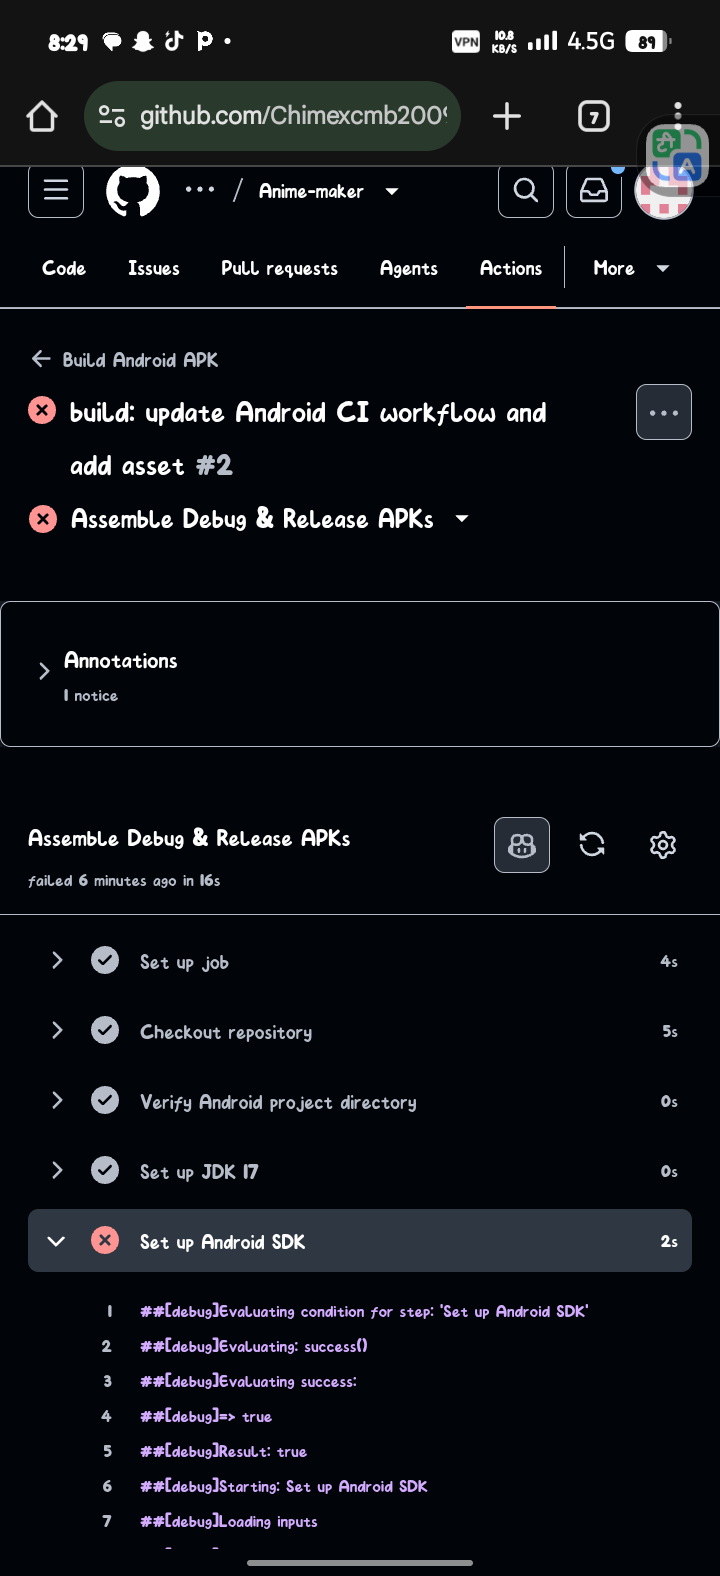 8:29
VPN 10.8 KB/S 4.5G 89
github.com/Chimexcmb200
7
/ Anime-maker
Code Issues Pull requests Agents Actions More
Build Android APK
build: update Android CI workflow and
add asset #2
Assemble Debug & Release APKs
Annotations
1 notice
Assemble Debug & Release APKs
failed 6 minutes ago in 16s
Set up job 4s
Checkout repository 5s
Verify Android project directory 0s
Set up JDK 17 0s
Set up Android SDK 2s
1 ##[debug]Evaluating condition for step: 'Set up Android SDK'
2 ##[debug]Evaluating: success()
3 ##[debug]Evaluating success:
4 ##[debug]=> true
5 ##[debug]Result: true
6 ##[debug]Starting: Set up Android SDK
7 ##[debug]Loading inputs